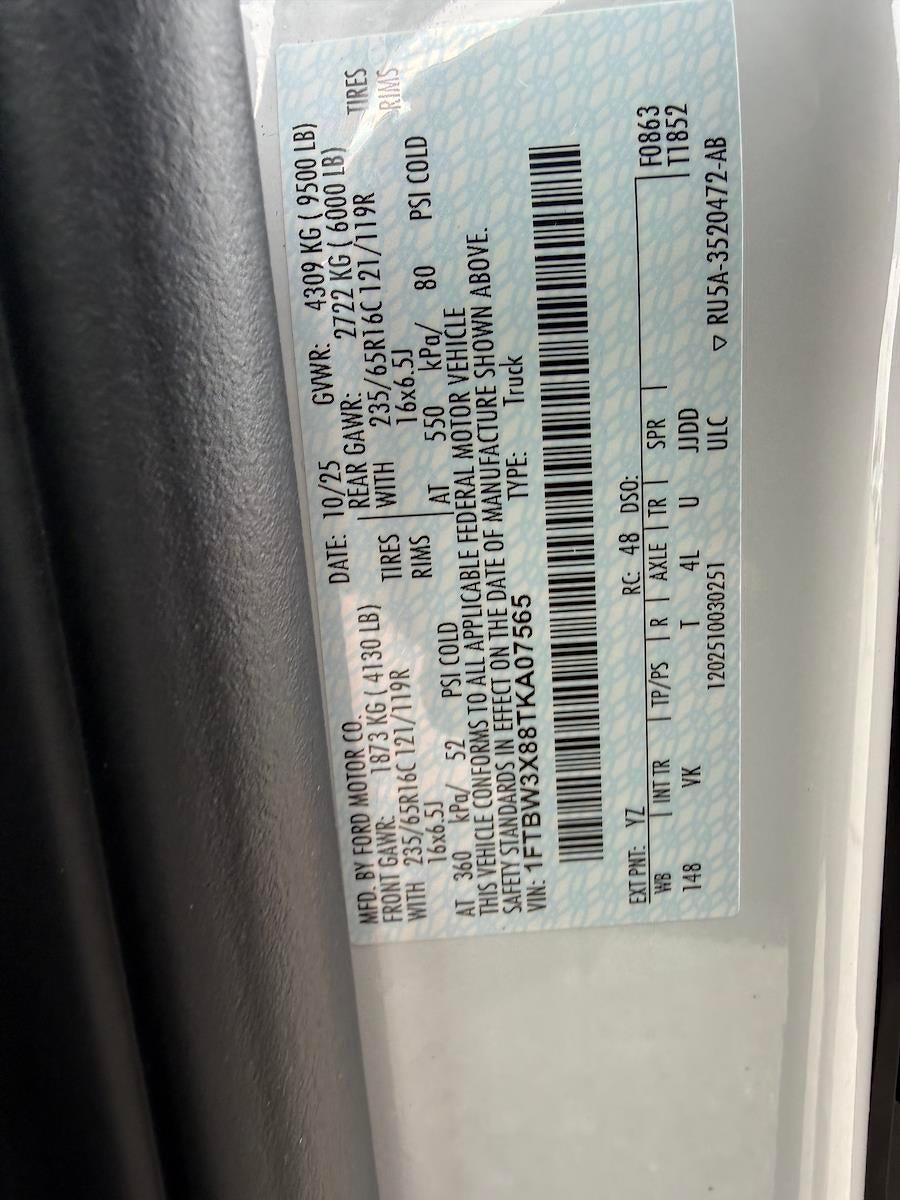 MFD. BY FORD MOTOR CO.
DATE: 10/25 GVWR: 4309 KG ( 9500 LB)
FRONT GAWR: 1873 KG ( 4130 LB) REAR GAWR: 2722 KG ( 6000 LB)
WITH 235/65R16C 121/119R TIRES WITH 235/65R16C 121/119R TIRES
16x6.5J RIMS 16x6.5J RIMS
AT 360 kPa/ 52 PSI COLD AT 550 kPa/ 80 PSI COLD
THIS VEHICLE CONFORMS TO ALL APPLICABLE FEDERAL MOTOR VEHICLE
SAFETY STANDARDS IN EFFECT ON THE DATE OF MANUFACTURE SHOWN ABOVE.
VIN: 1FTBW3X88TKA07565 TYPE: Truck
EXT PNT: YZ RC: 48 DSO: F0863
WB INT TR TP/PS R AXLE TR SPR T1852
148 VK T 4L U JJDD
1202510030251 ULC ▽ RU5A-3520472-AB